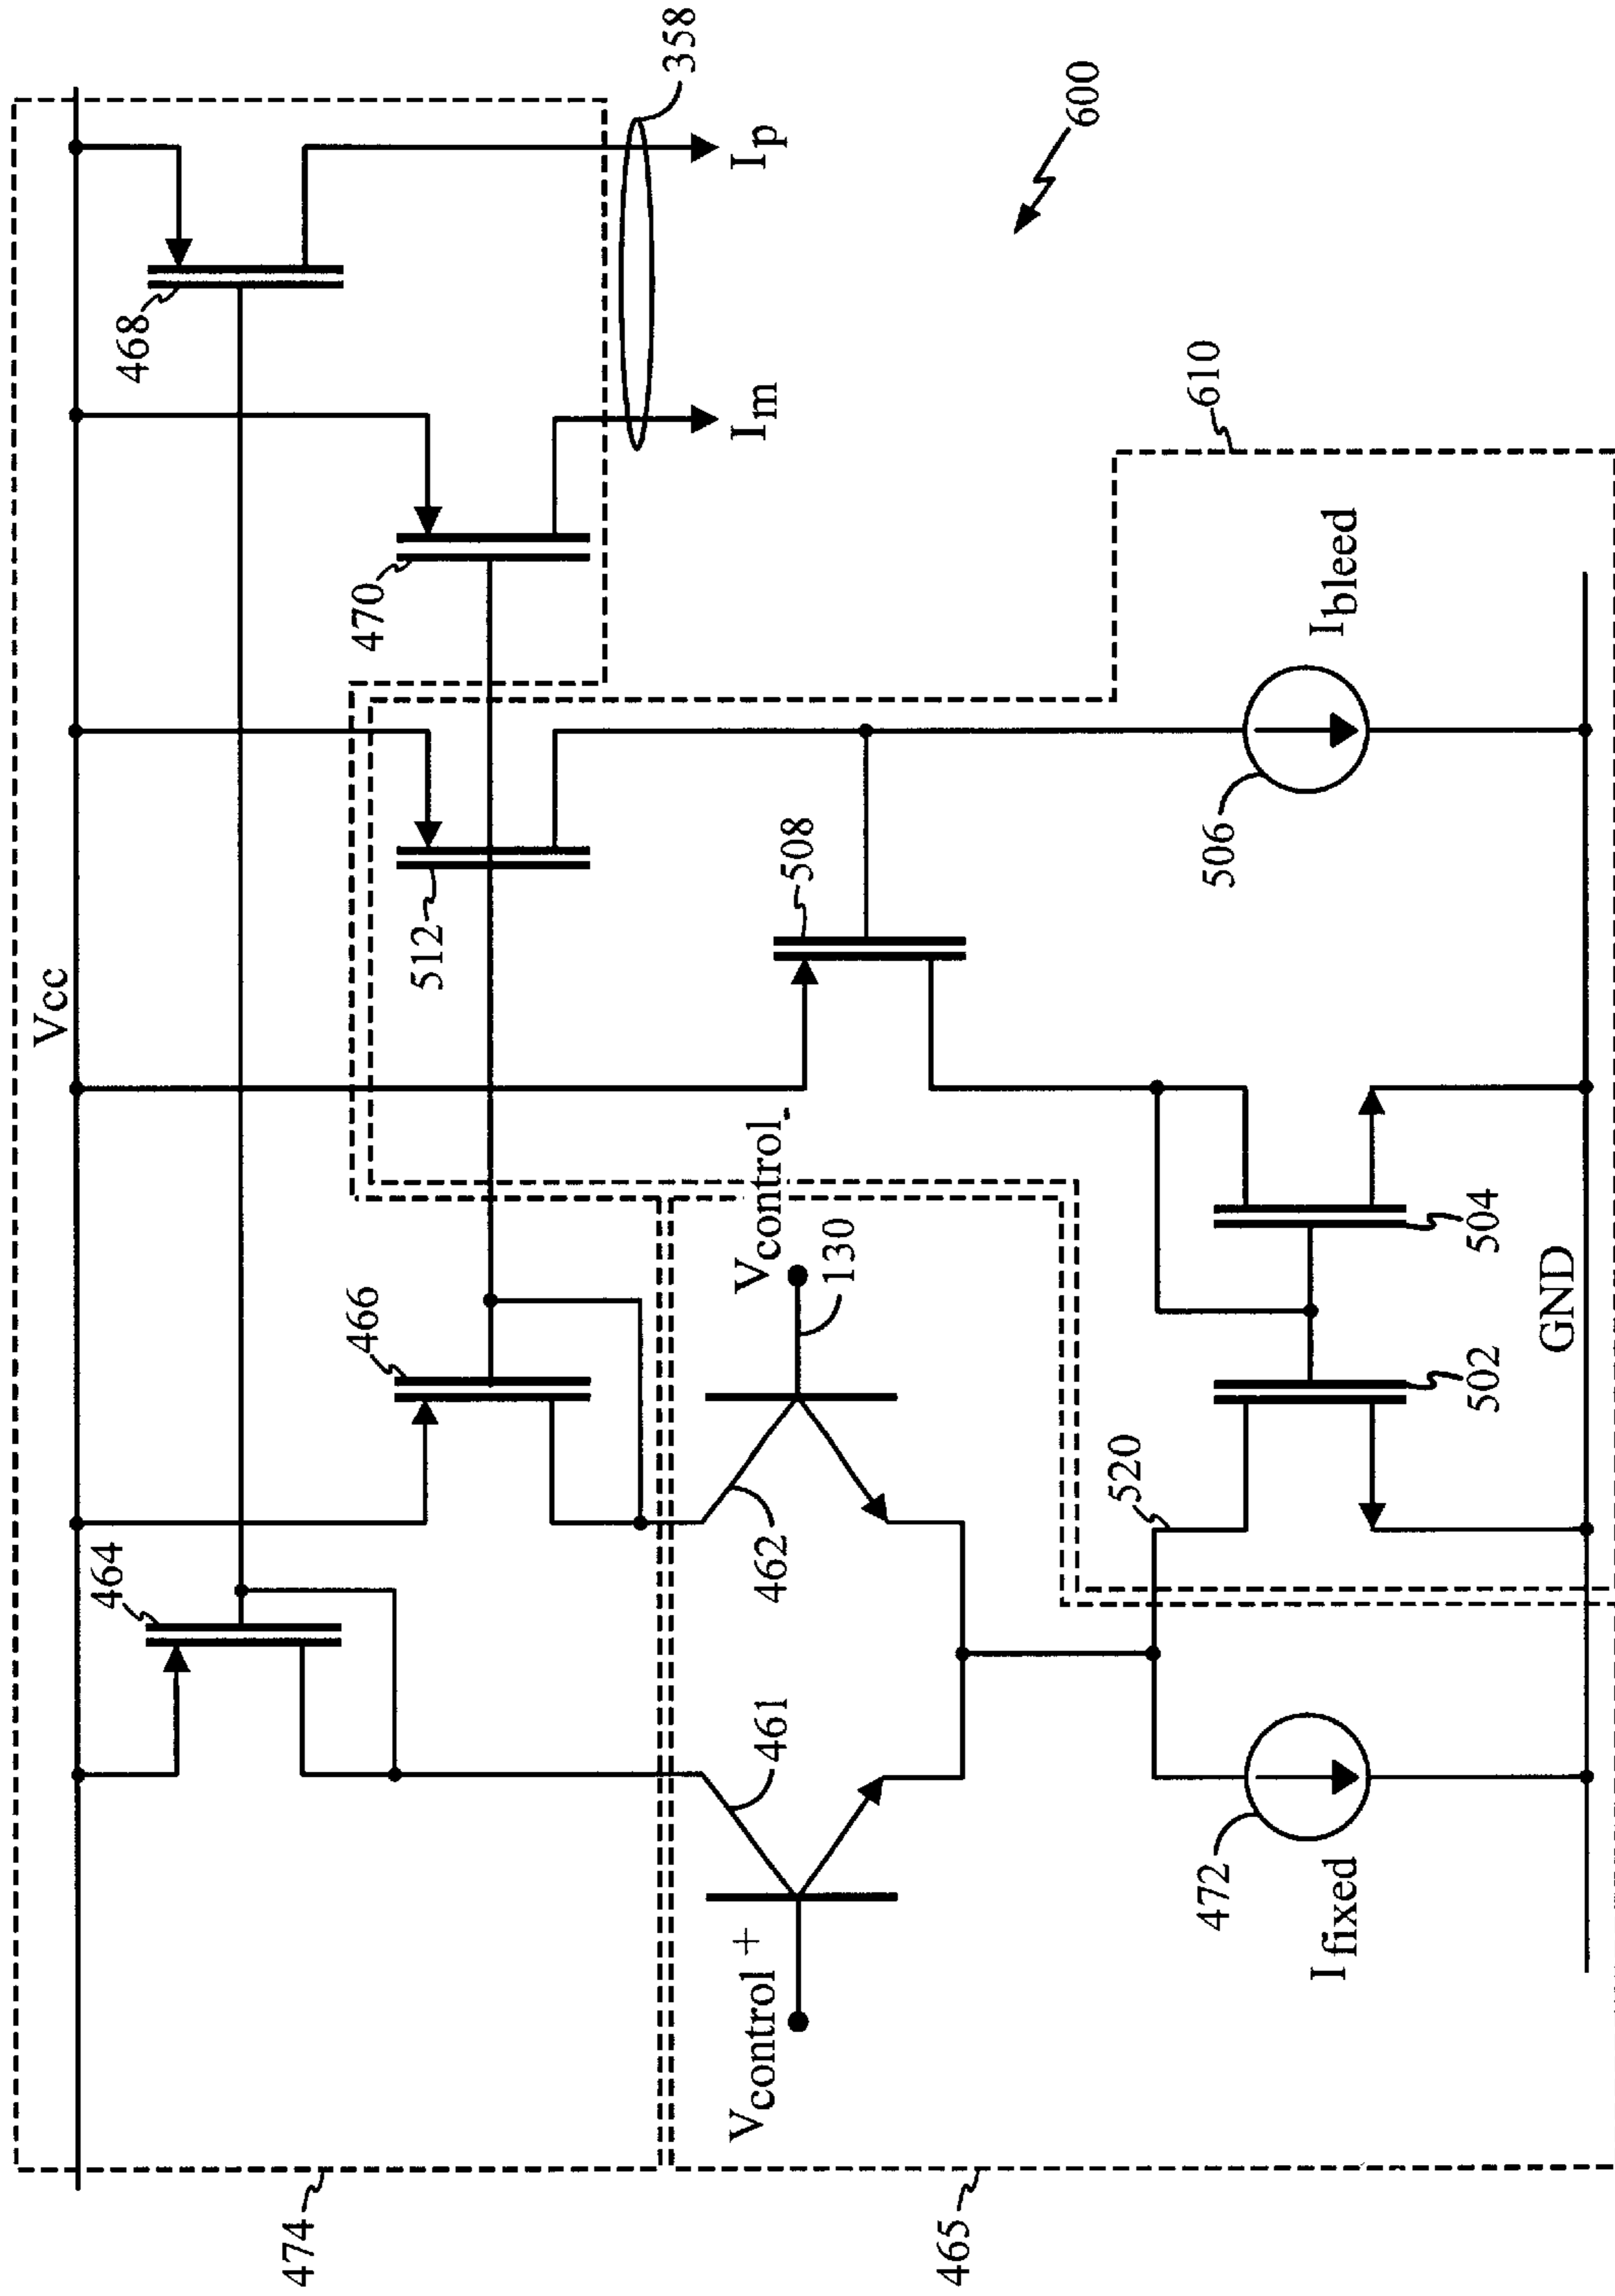 Vcc
474
464
466
468
470
512
358
Im
Ip
600
610
461
462
Vcontrol +
Vcontrol-
130
508
520
465
472
Ifixed
502
504
GND
506
Ibleed